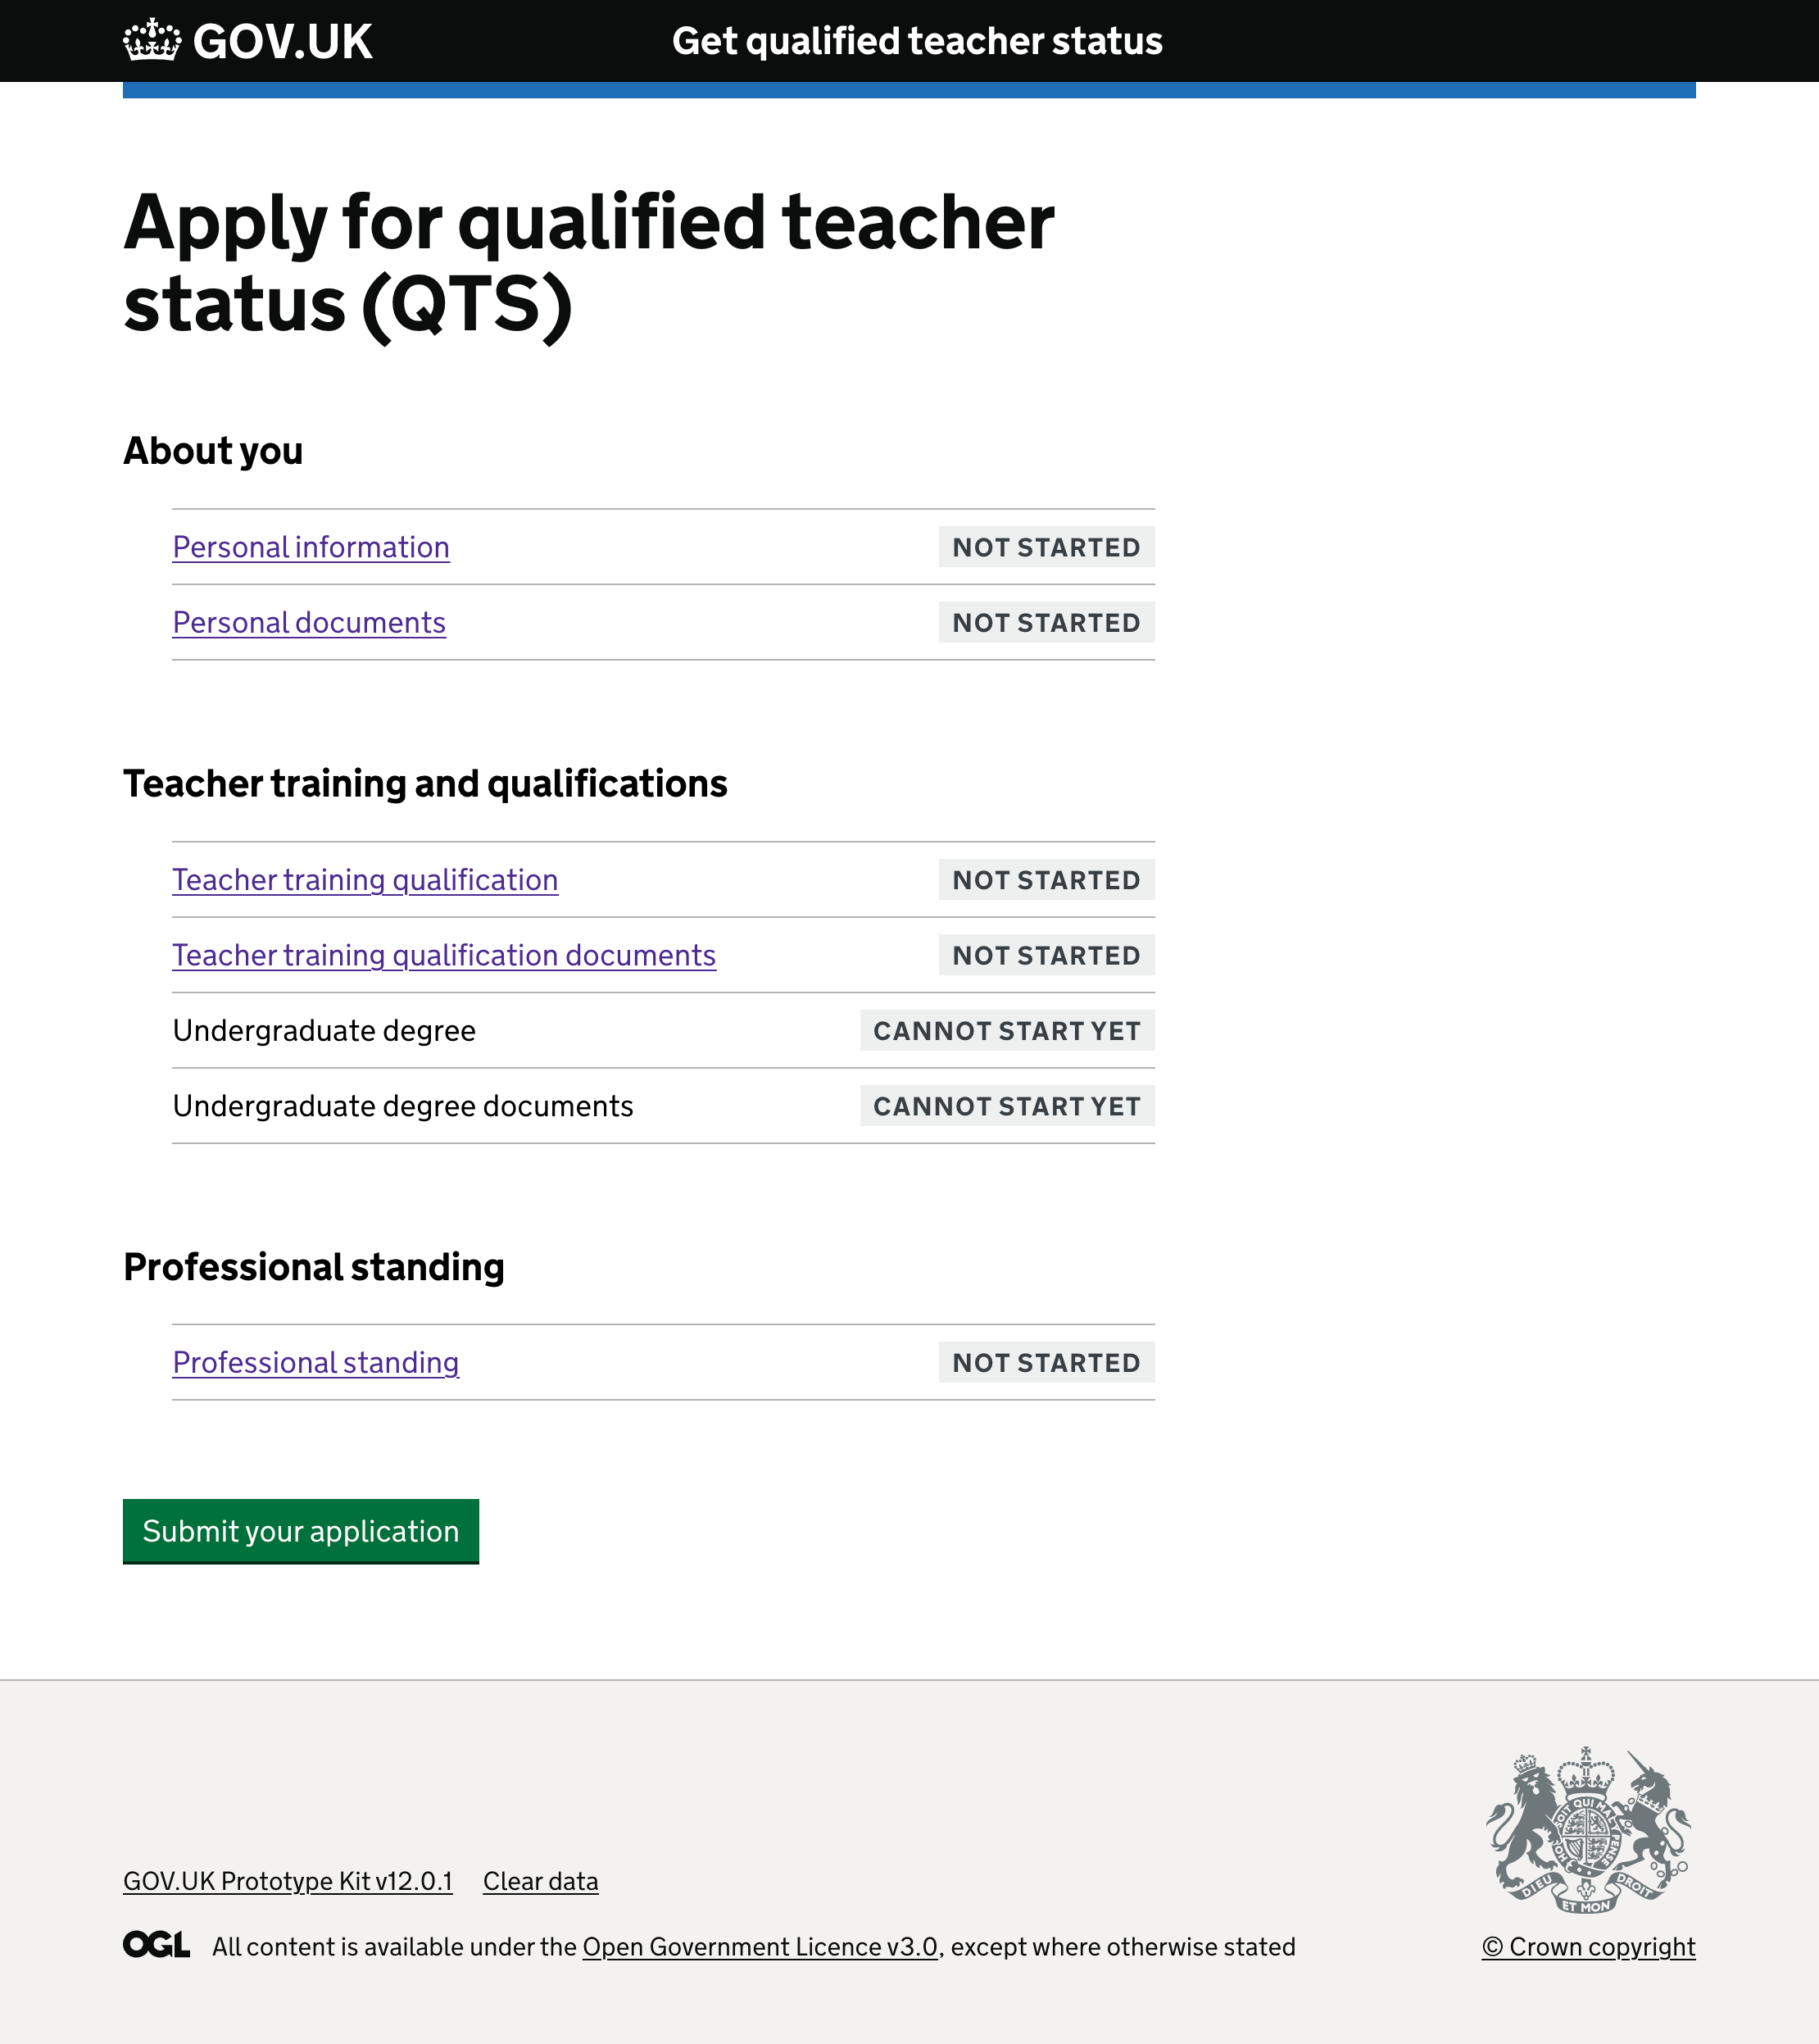 GOV.UK Get qualified teacher status
Apply for qualified teacher
status (QTS)
About you
Personal information NOT STARTED
Personal documents NOT STARTED
Teacher training and qualifications
Teacher training qualification NOT STARTED
Teacher training qualification documents NOT STARTED
Undergraduate degree CANNOT START YET
Undergraduate degree documents CANNOT START YET
Professional standing
Professional standing NOT STARTED
Submit your application
GOV.UK Prototype Kit v12.0.1 Clear data
OGL All content is available under the Open Government Licence v3.0, except where otherwise stated
DIEU ET MON DROIT
© Crown copyright